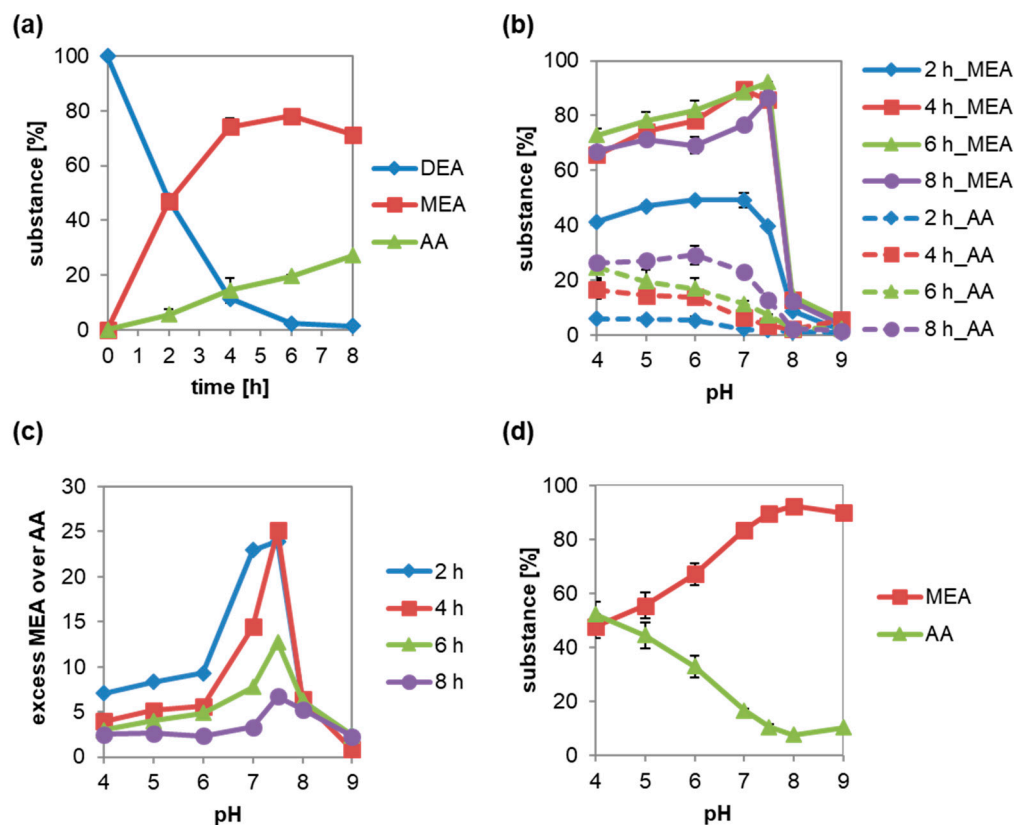 (a)
substance [%]
100
80
60
40
20
0
0 1 2 3 4 5 6 7 8
time [h]
DEA
MEA
AA
(b)
substance [%]
100
80
60
40
20
0
4 5 6 7 8 9
pH
2 h_MEA
4 h_MEA
6 h_MEA
8 h_MEA
2 h_AA
4 h_AA
6 h_AA
8 h_AA
(c)
excess MEA over AA
30
25
20
15
10
5
0
4 5 6 7 8 9
pH
2 h
4 h
6 h
8 h
(d)
substance [%]
100
80
60
40
20
0
4 5 6 7 8 9
pH
MEA
AA